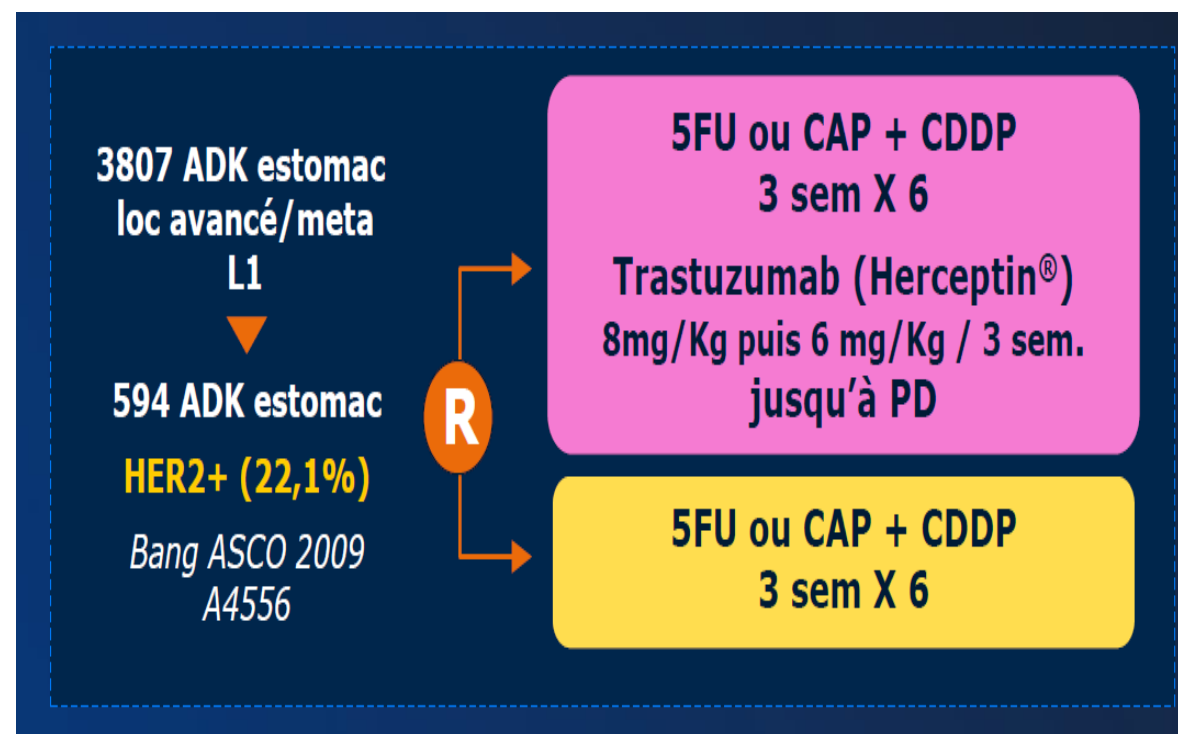 3807 ADK estomac
loc avancé/meta
L1
594 ADK estomac
HER2+ (22,1%)
Bang ASCO 2009
A4556
R
5FU ou CAP + CDDP
3 sem X 6
Trastuzumab (Herceptin®)
8mg/Kg puis 6 mg/Kg / 3 sem.
jusqu’à PD
5FU ou CAP + CDDP
3 sem X 6